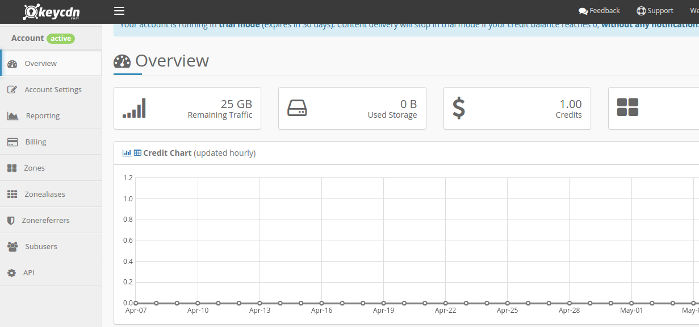 keycdn
Feedback
Support
Account active
Your account is running in trial mode (expires in 30 days). Content delivery will stop in trial mode if your credit balance reaches 0, without any notification
Overview
Account Settings
Reporting
Billing
Zones
Zonealiases
Zonereferrers
Subusers
API
Overview
25 GB
Remaining Traffic
0 B
Used Storage
1.00
Credits
Credit Chart (updated hourly)
1.2
1.0
0.8
0.6
0.4
0.2
0.0
Apr-07 Apr-10 Apr-13 Apr-16 Apr-19 Apr-22 Apr-25 Apr-28 May-01